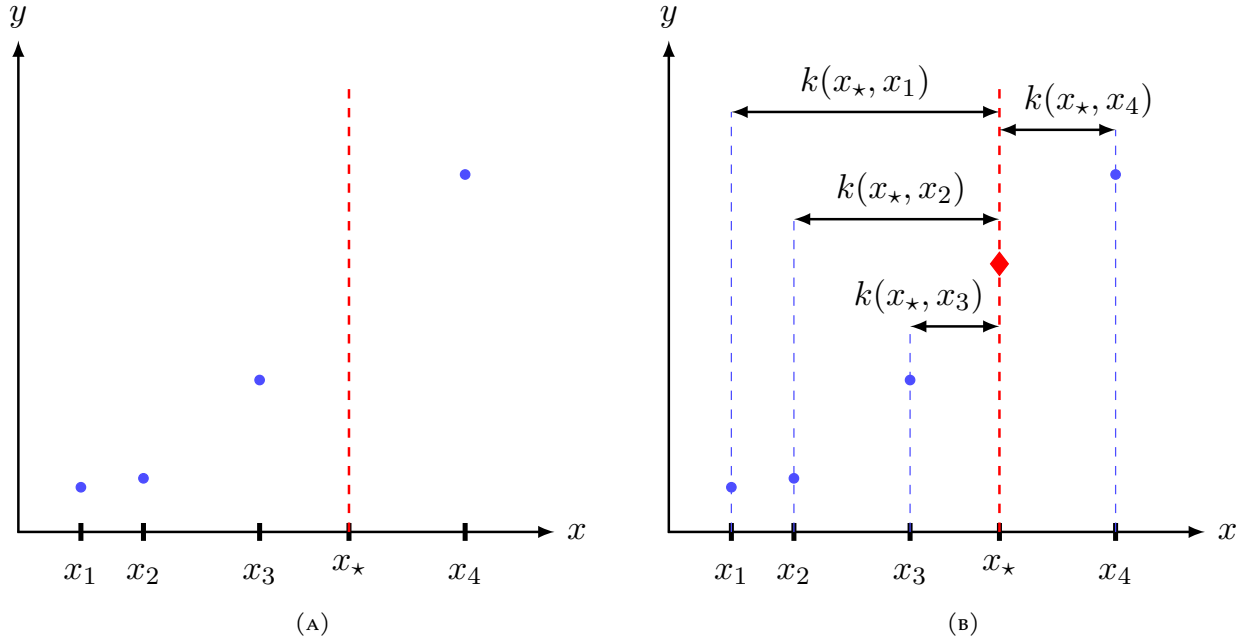 y
x
x₁ x₂ x₃ x⋆ x₄
(A)
y
k(x⋆, x₁)
k(x⋆, x₄)
k(x⋆, x₂)
k(x⋆, x₃)
x
x₁ x₂ x₃ x⋆ x₄
(B)